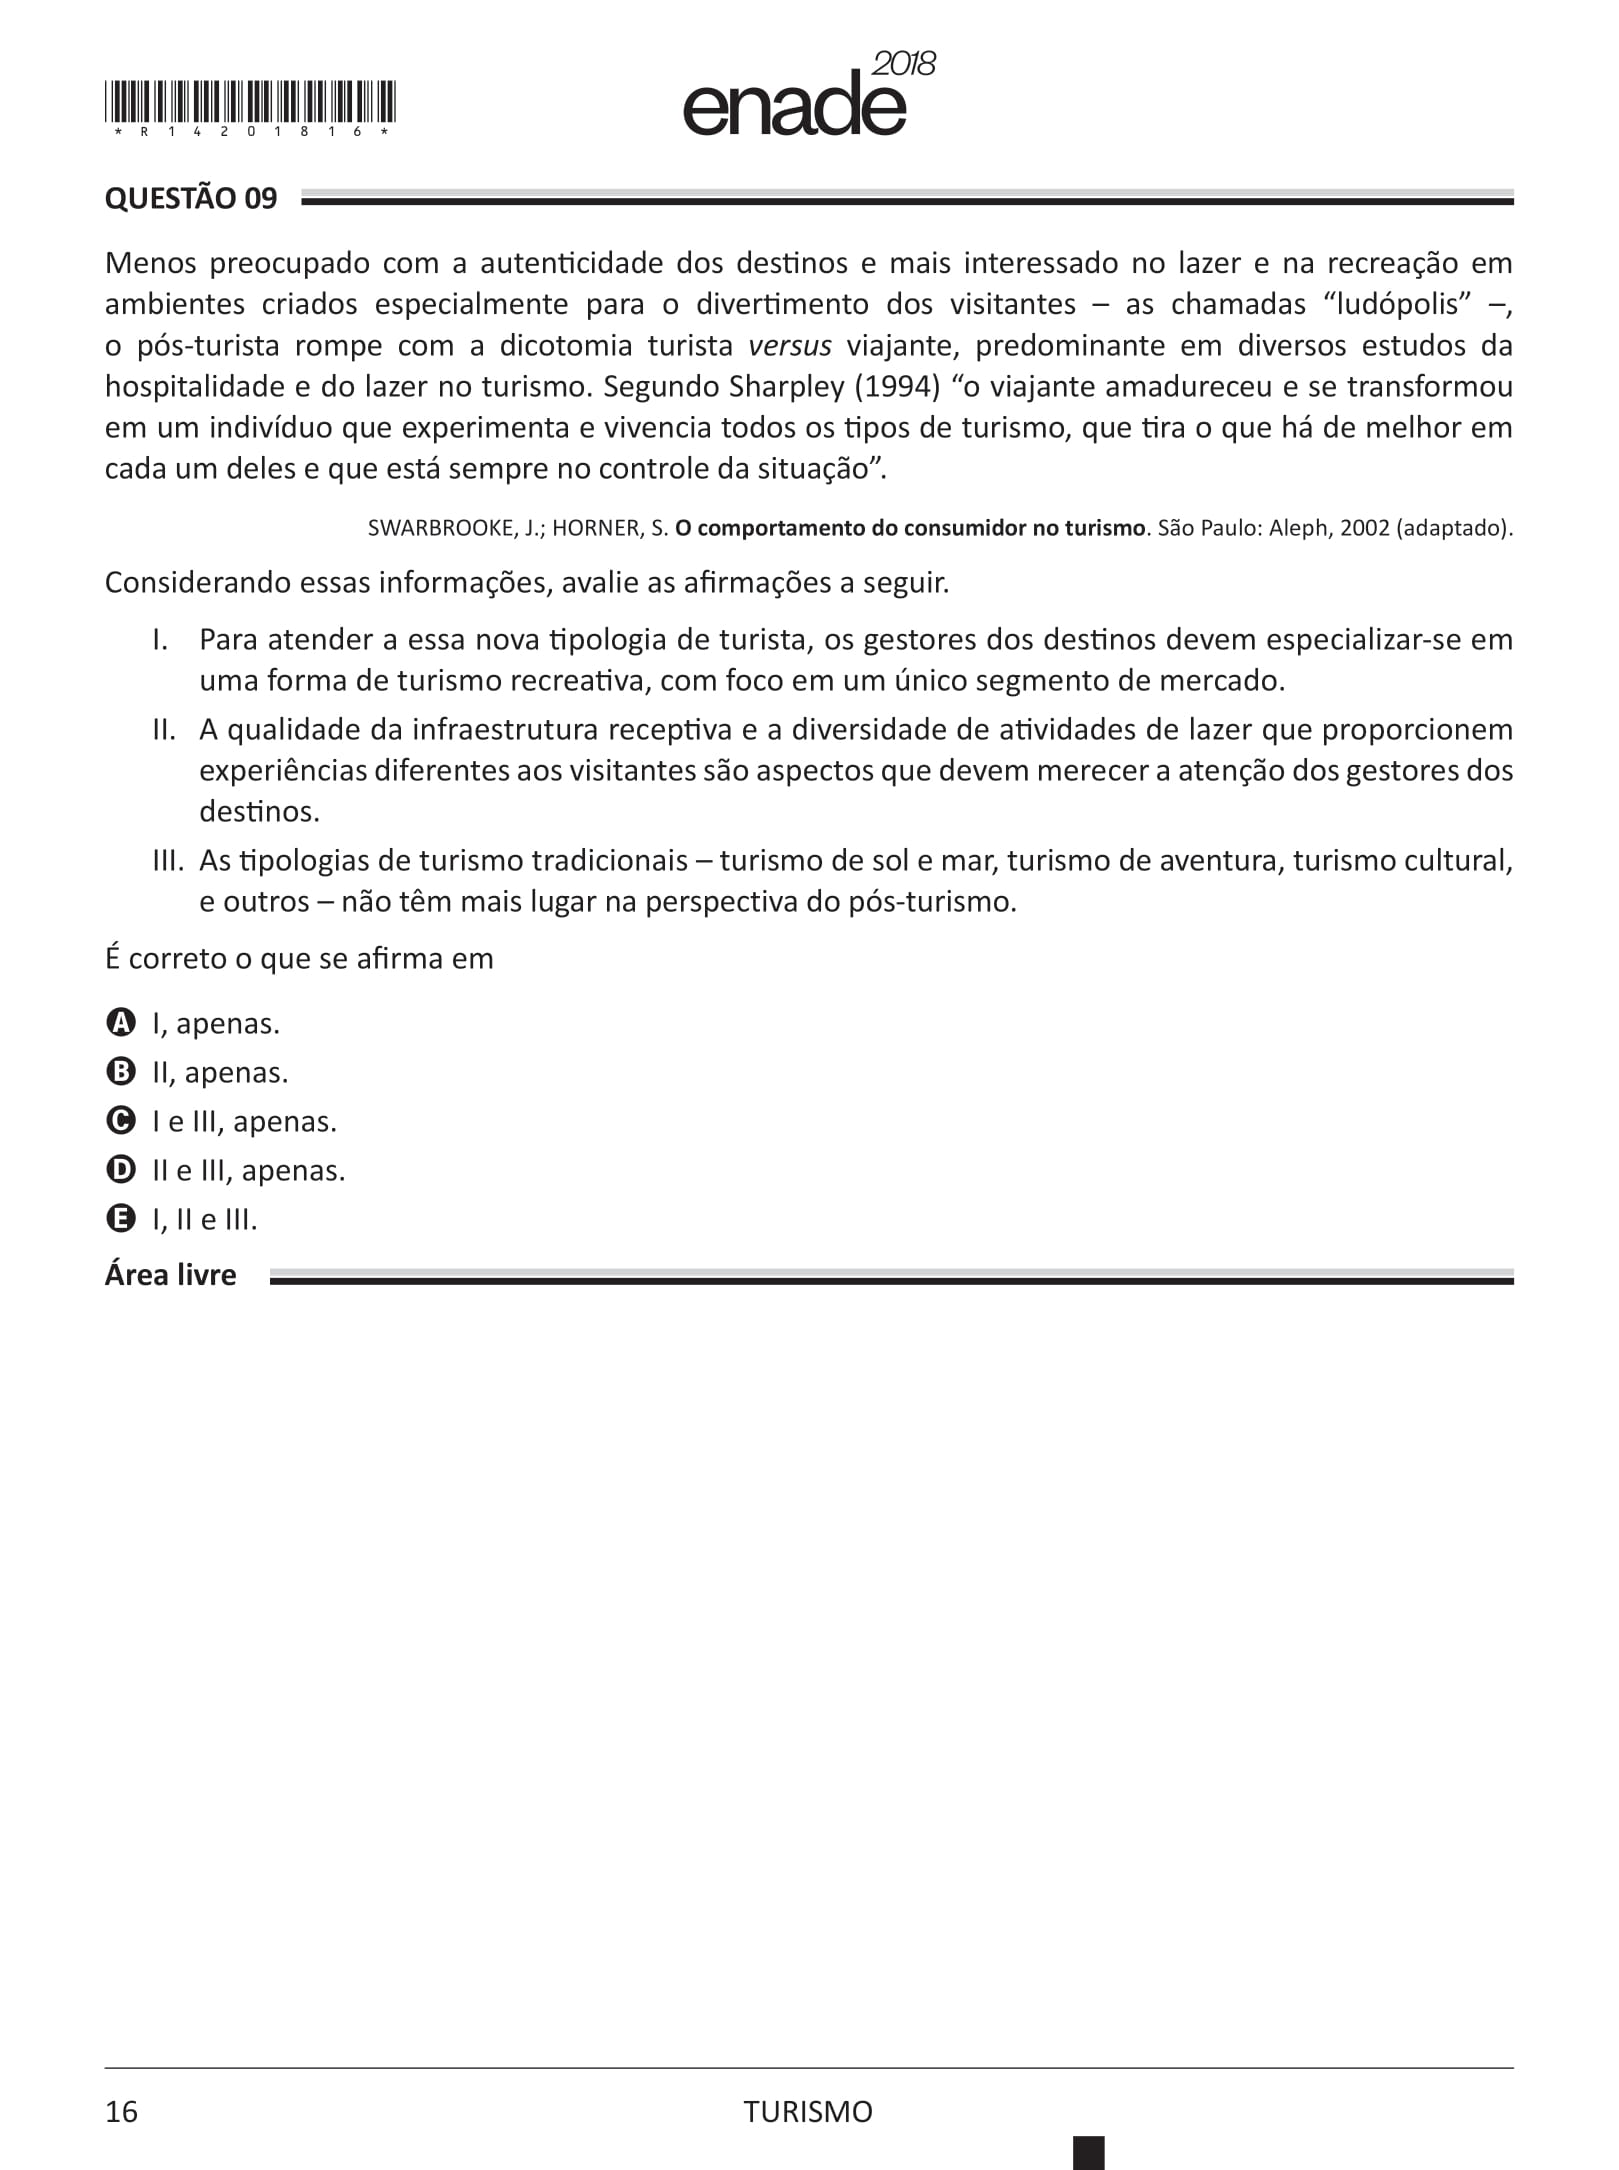 2018
enade
* R 1 4 2 0 1 8 1 6 *
QUESTÃO 09
Menos preocupado com a autenticidade dos destinos e mais interessado no lazer e na recreação em
ambientes criados especialmente para o divertimento dos visitantes – as chamadas “ludópolis” –,
o pós-turista rompe com a dicotomia turista versus viajante, predominante em diversos estudos da
hospitalidade e do lazer no turismo. Segundo Sharpley (1994) “o viajante amadureceu e se transformou
em um indivíduo que experimenta e vivencia todos os tipos de turismo, que tira o que há de melhor em
cada um deles e que está sempre no controle da situação”.
SWARBROOKE, J.; HORNER, S. O comportamento do consumidor no turismo. São Paulo: Aleph, 2002 (adaptado).
Considerando essas informações, avalie as afirmações a seguir.
I. Para atender a essa nova tipologia de turista, os gestores dos destinos devem especializar-se em
uma forma de turismo recreativa, com foco em um único segmento de mercado.
II. A qualidade da infraestrutura receptiva e a diversidade de atividades de lazer que proporcionem
experiências diferentes aos visitantes são aspectos que devem merecer a atenção dos gestores dos
destinos.
III. As tipologias de turismo tradicionais – turismo de sol e mar, turismo de aventura, turismo cultural,
e outros – não têm mais lugar na perspectiva do pós-turismo.
É correto o que se afirma em
A I, apenas.
B II, apenas.
C I e III, apenas.
D II e III, apenas.
E I, II e III.
Área livre
16
TURISMO